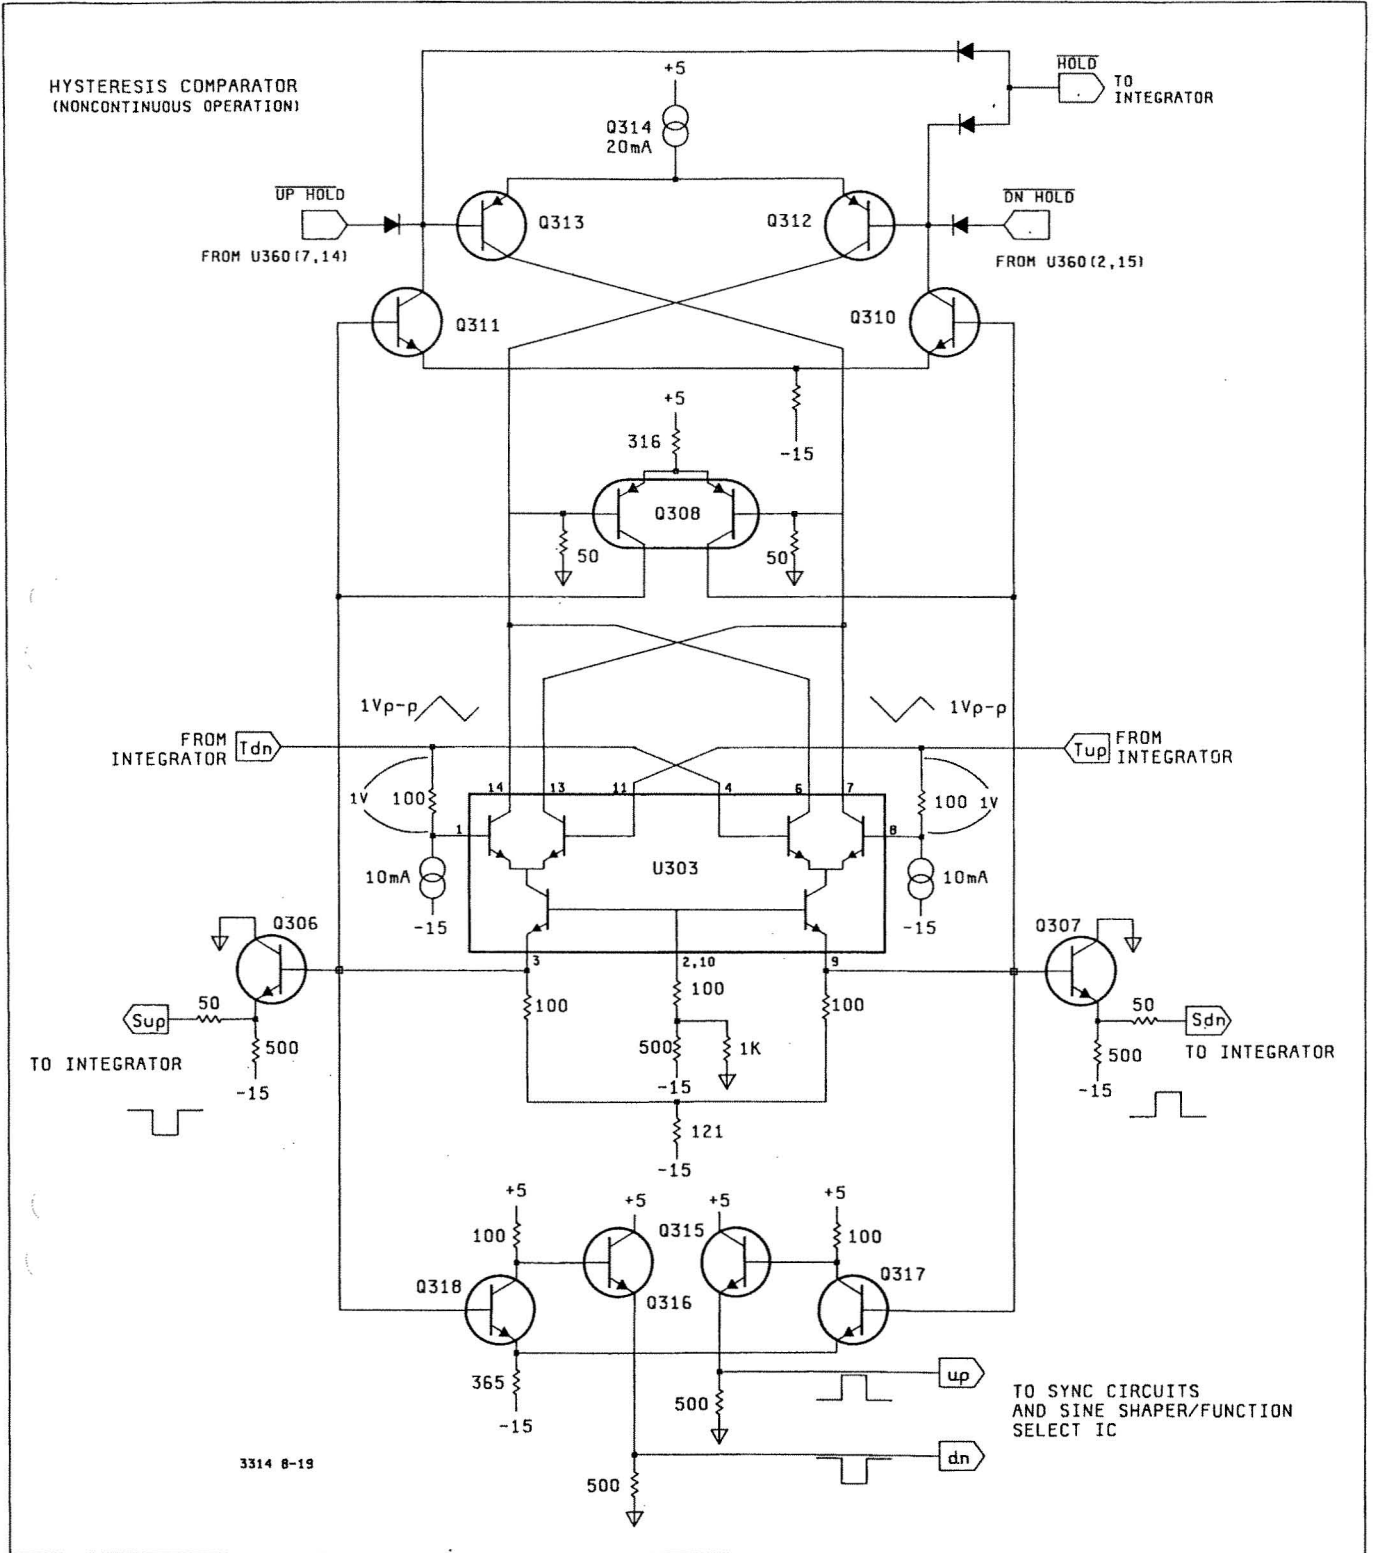 HYSTERESIS COMPARATOR
(NONCONTINUOUS OPERATION)
+5
Q314
20mA
HOLD
TO
INTEGRATOR
UP HOLD
Q313
Q312
DN HOLD
FROM U360(7,14)
FROM U360(2,15)
Q311
Q310
+5
316
-15
Q308
50
50
1Vp-p
1Vp-p
FROM
INTEGRATOR
Tdn
Tup
FROM
INTEGRATOR
14
13
11
4
6
7
1V
100
100
1V
1
8
10mA
U303
10mA
-15
-15
Q306
Q307
3
2,10
9
50
100
100
100
50
Sup
Sdn
500
500
1K
500
TO INTEGRATOR
TO INTEGRATOR
-15
-15
-15
121
-15
+5
+5
+5
+5
100
Q315
100
Q318
Q316
Q317
365
up
-15
500
TO SYNC CIRCUITS
AND SINE SHAPER/FUNCTION
SELECT IC
dn
3314 8-19
500